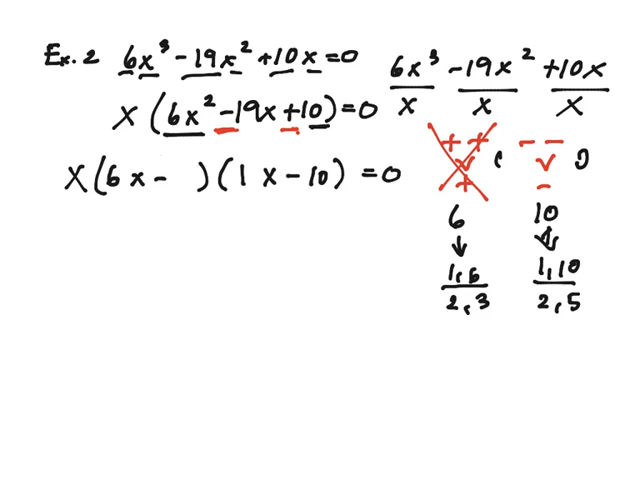 Ex. 2 6x³ - 19x² + 10x = 0
x (6x² - 19x + 10) = 0
x (6x - ) (1x - 10) = 0
6x³ - 19x² + 10x
x x x
+ + - -
+ -
6 10
↓ ↓
1, 6 1, 10
2, 3 2, 5